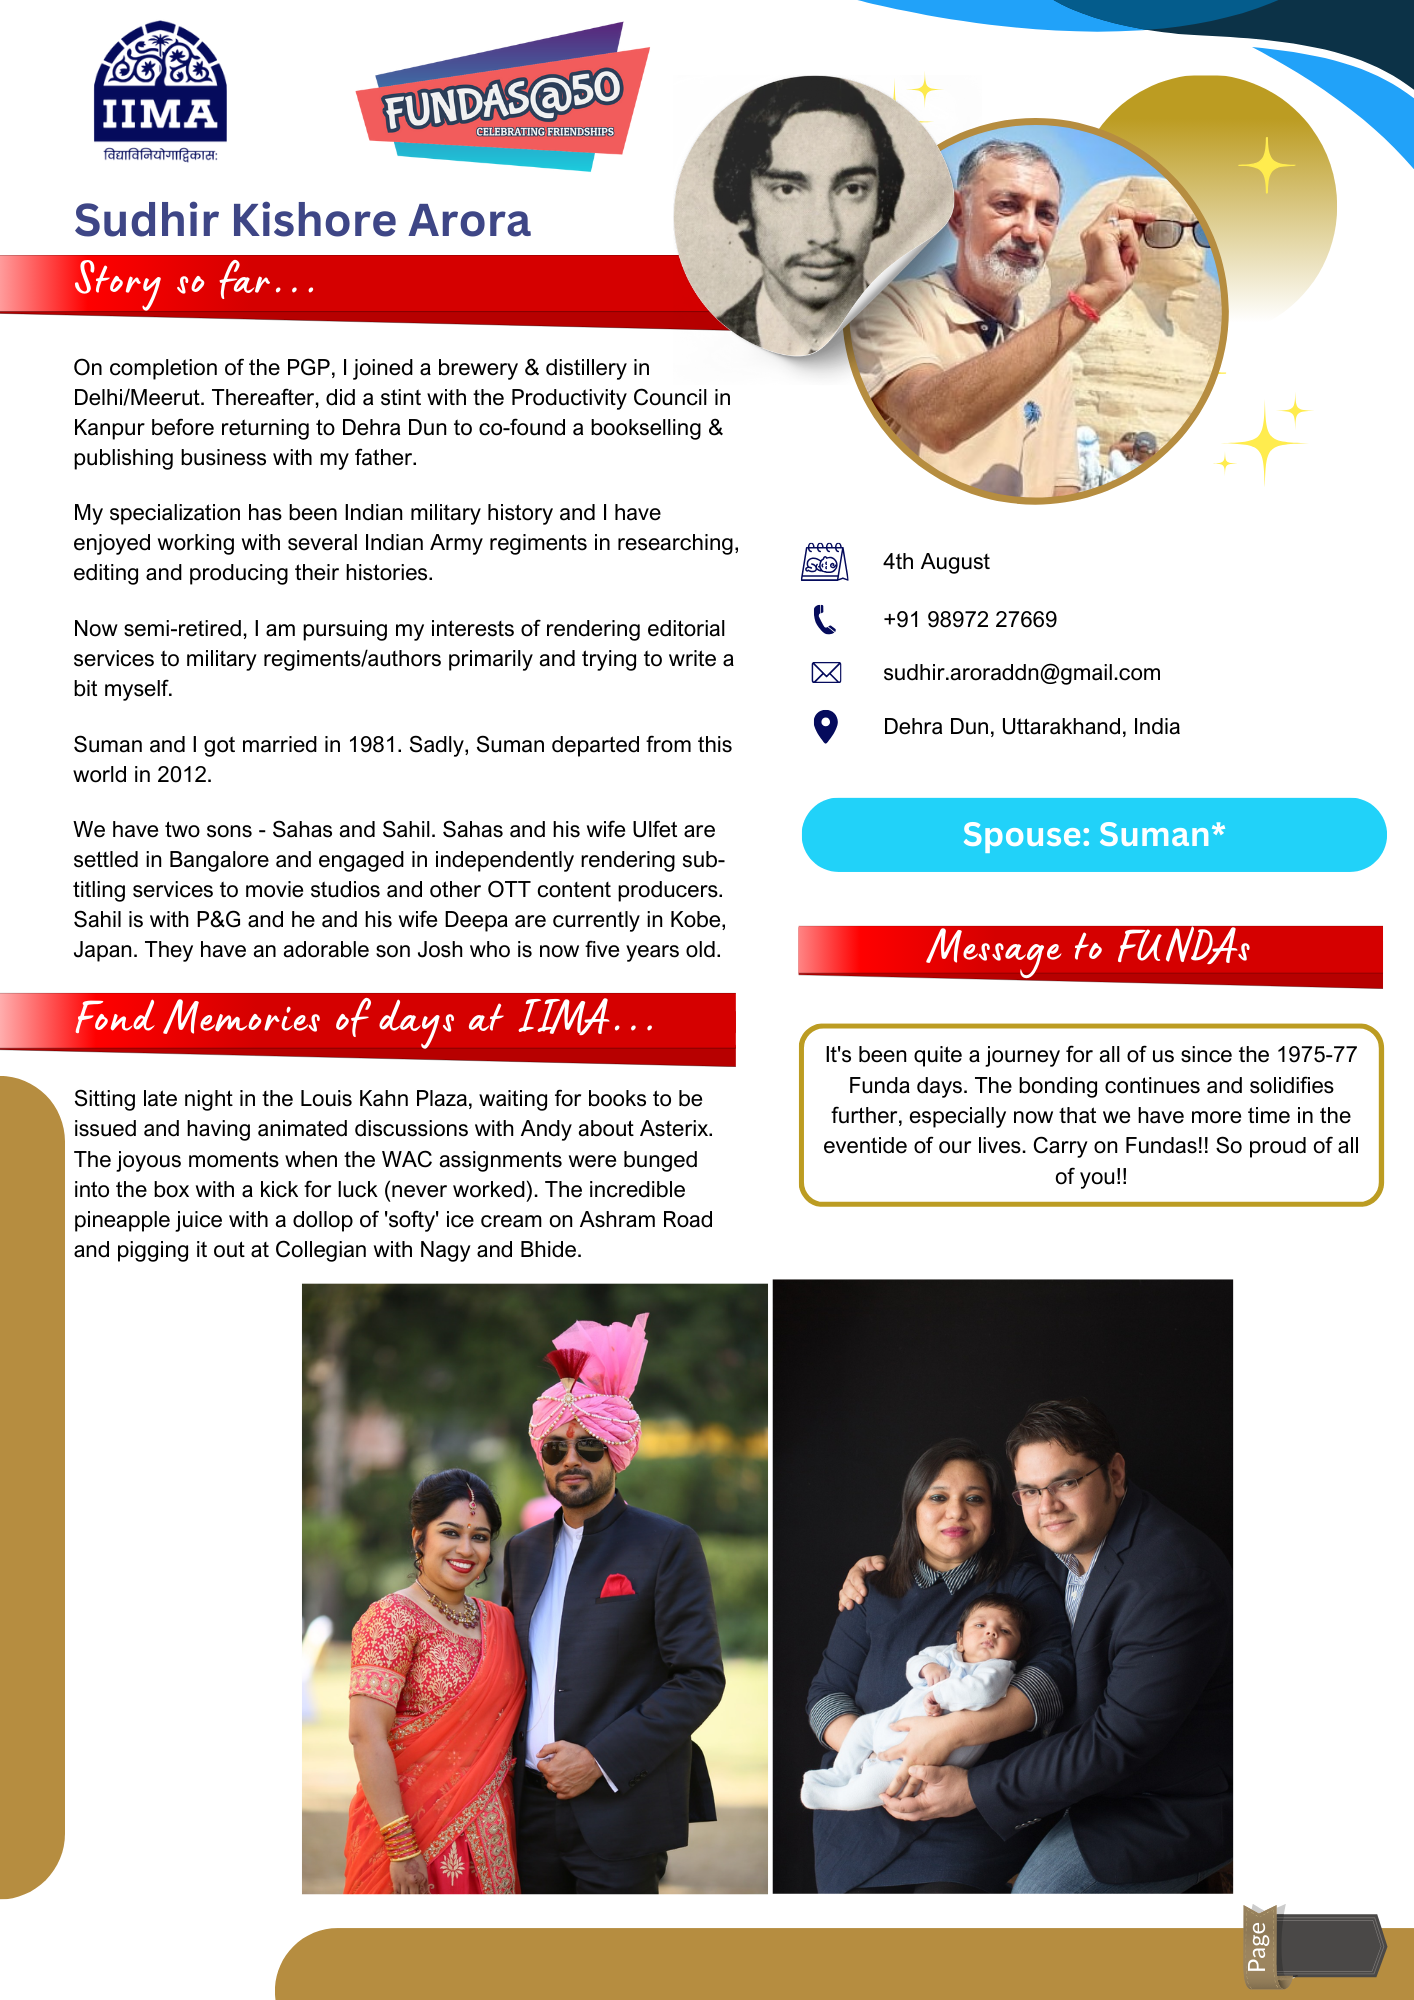 IIMA
विद्याविनियोगाद्विकास:
FUNDAS@50
CELEBRATING FRIENDSHIPS
Sudhir Kishore Arora
Story so far...
On completion of the PGP, I joined a brewery & distillery in
Delhi/Meerut. Thereafter, did a stint with the Productivity Council in
Kanpur before returning to Dehra Dun to co-found a bookselling &
publishing business with my father.
My specialization has been Indian military history and I have
enjoyed working with several Indian Army regiments in researching,
editing and producing their histories.
Now semi-retired, I am pursuing my interests of rendering editorial
services to military regiments/authors primarily and trying to write a
bit myself.
Suman and I got married in 1981. Sadly, Suman departed from this
world in 2012.
We have two sons - Sahas and Sahil. Sahas and his wife Ulfet are
settled in Bangalore and engaged in independently rendering sub-
titling services to movie studios and other OTT content producers.
Sahil is with P&G and he and his wife Deepa are currently in Kobe,
Japan. They have an adorable son Josh who is now five years old.
Fond Memories of days at IIMA...
Sitting late night in the Louis Kahn Plaza, waiting for books to be
issued and having animated discussions with Andy about Asterix.
The joyous moments when the WAC assignments were bunged
into the box with a kick for luck (never worked). The incredible
pineapple juice with a dollop of 'softy' ice cream on Ashram Road
and pigging it out at Collegian with Nagy and Bhide.
4th August
+91 98972 27669
sudhir.aroraddn@gmail.com
Dehra Dun, Uttarakhand, India
Spouse: Suman*
Message to FUNDAs
It's been quite a journey for all of us since the 1975-77
Funda days. The bonding continues and solidifies
further, especially now that we have more time in the
eventide of our lives. Carry on Fundas!! So proud of all
of you!!
Page